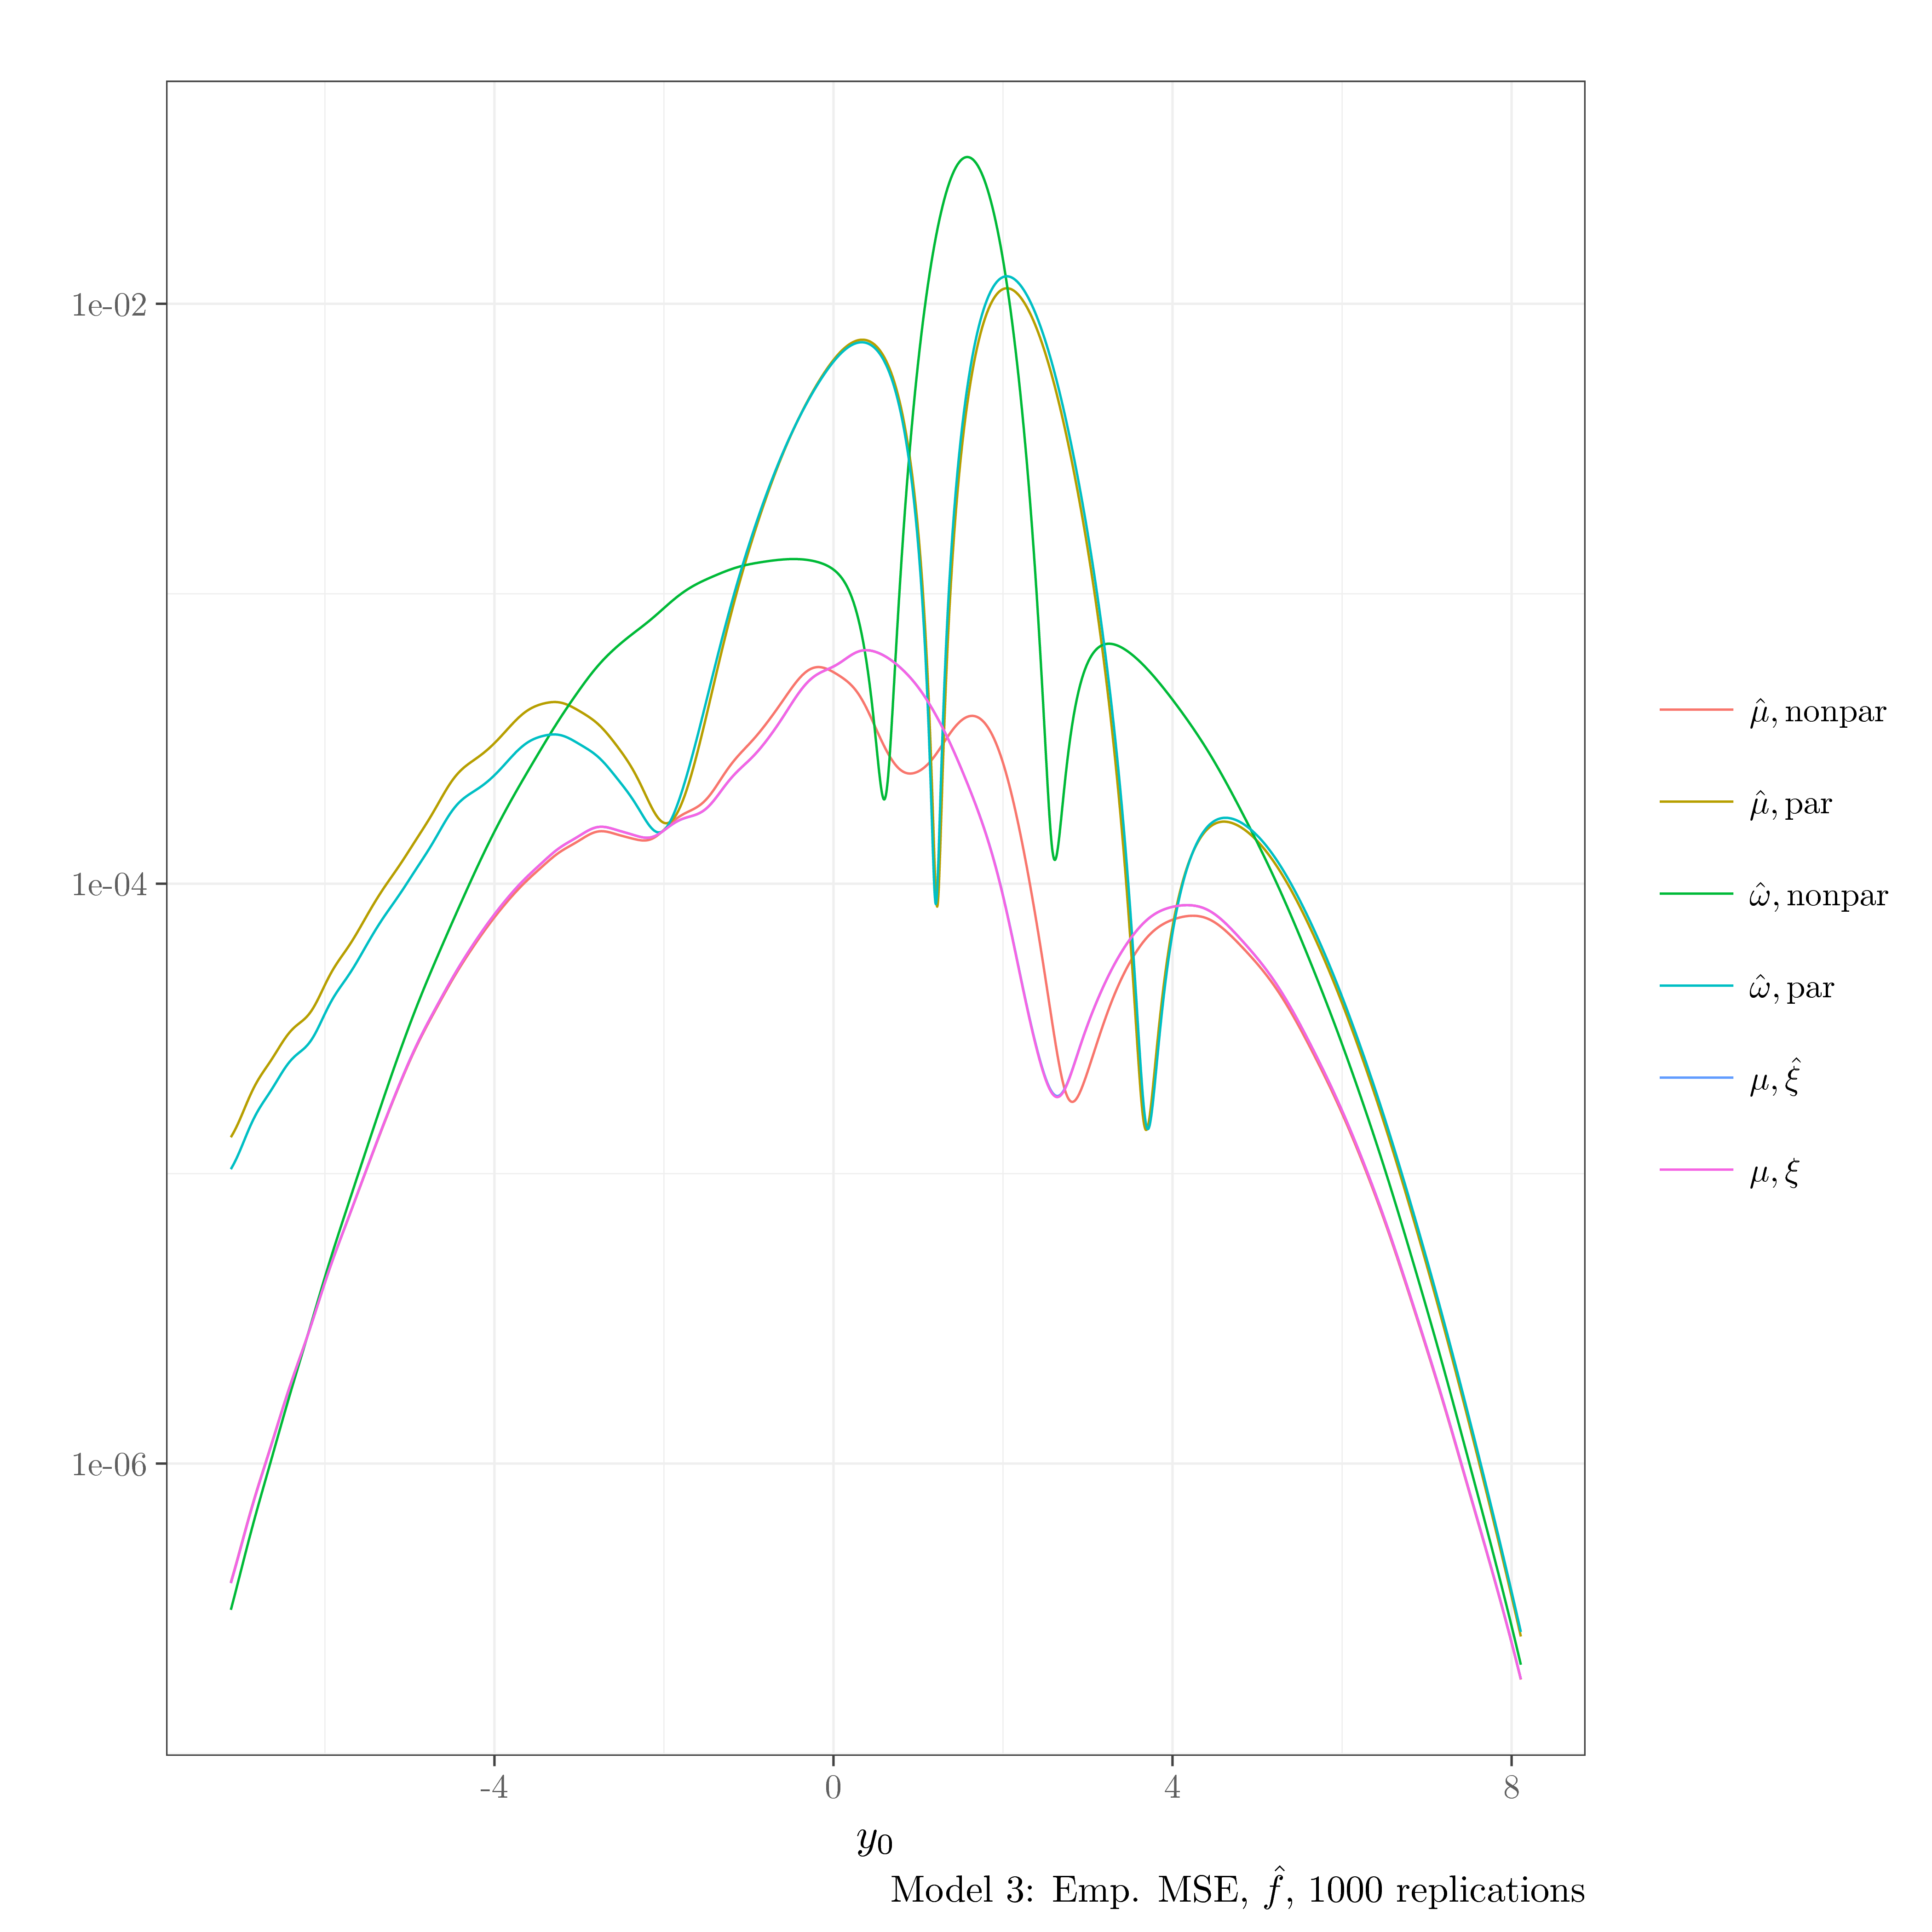 1e-02
1e-04
1e-06
-4 0 4 8
y₀
μ̂, nonpar
μ̂, par
ω̂, nonpar
ω̂, par
μ, ξ̂
μ, ξ
Model 3: Emp. MSE, f̂, 1000 replications